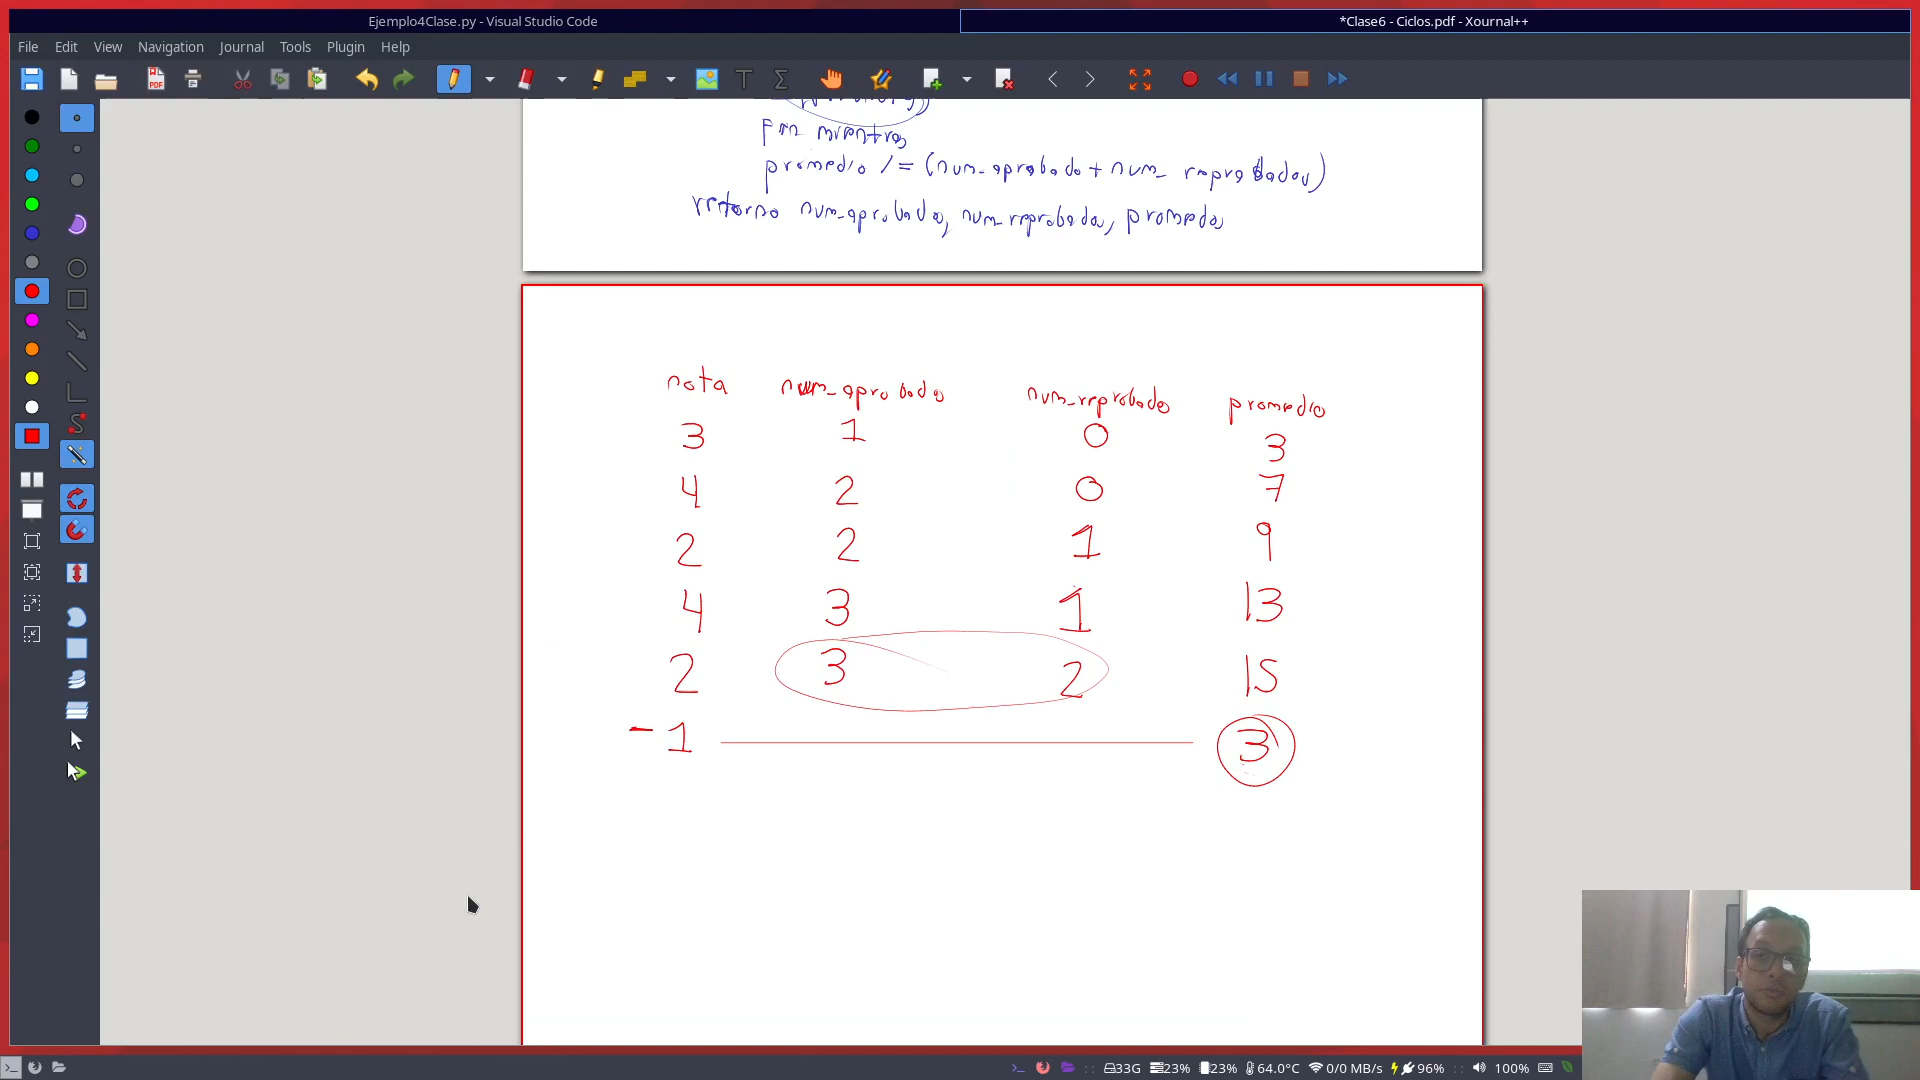 Ejemplo4Clase.py - Visual Studio Code
*Clase6 - Ciclos.pdf - Xournal++
File Edit View Navigation Journal Tools Plugin Help
Fin mientras
promedio /= (num_aprobado + num_reprobados)
retorno num_aprobado, num_reprobado, promedio
nota num_aprobado num_reprobado promedio
3 1 0 3
4 2 0 7
2 2 1 9
4 3 1 13
2 3 2 15
-1 3
33G 23% 23% 64.0°C 0/0 MB/s 96% 100%